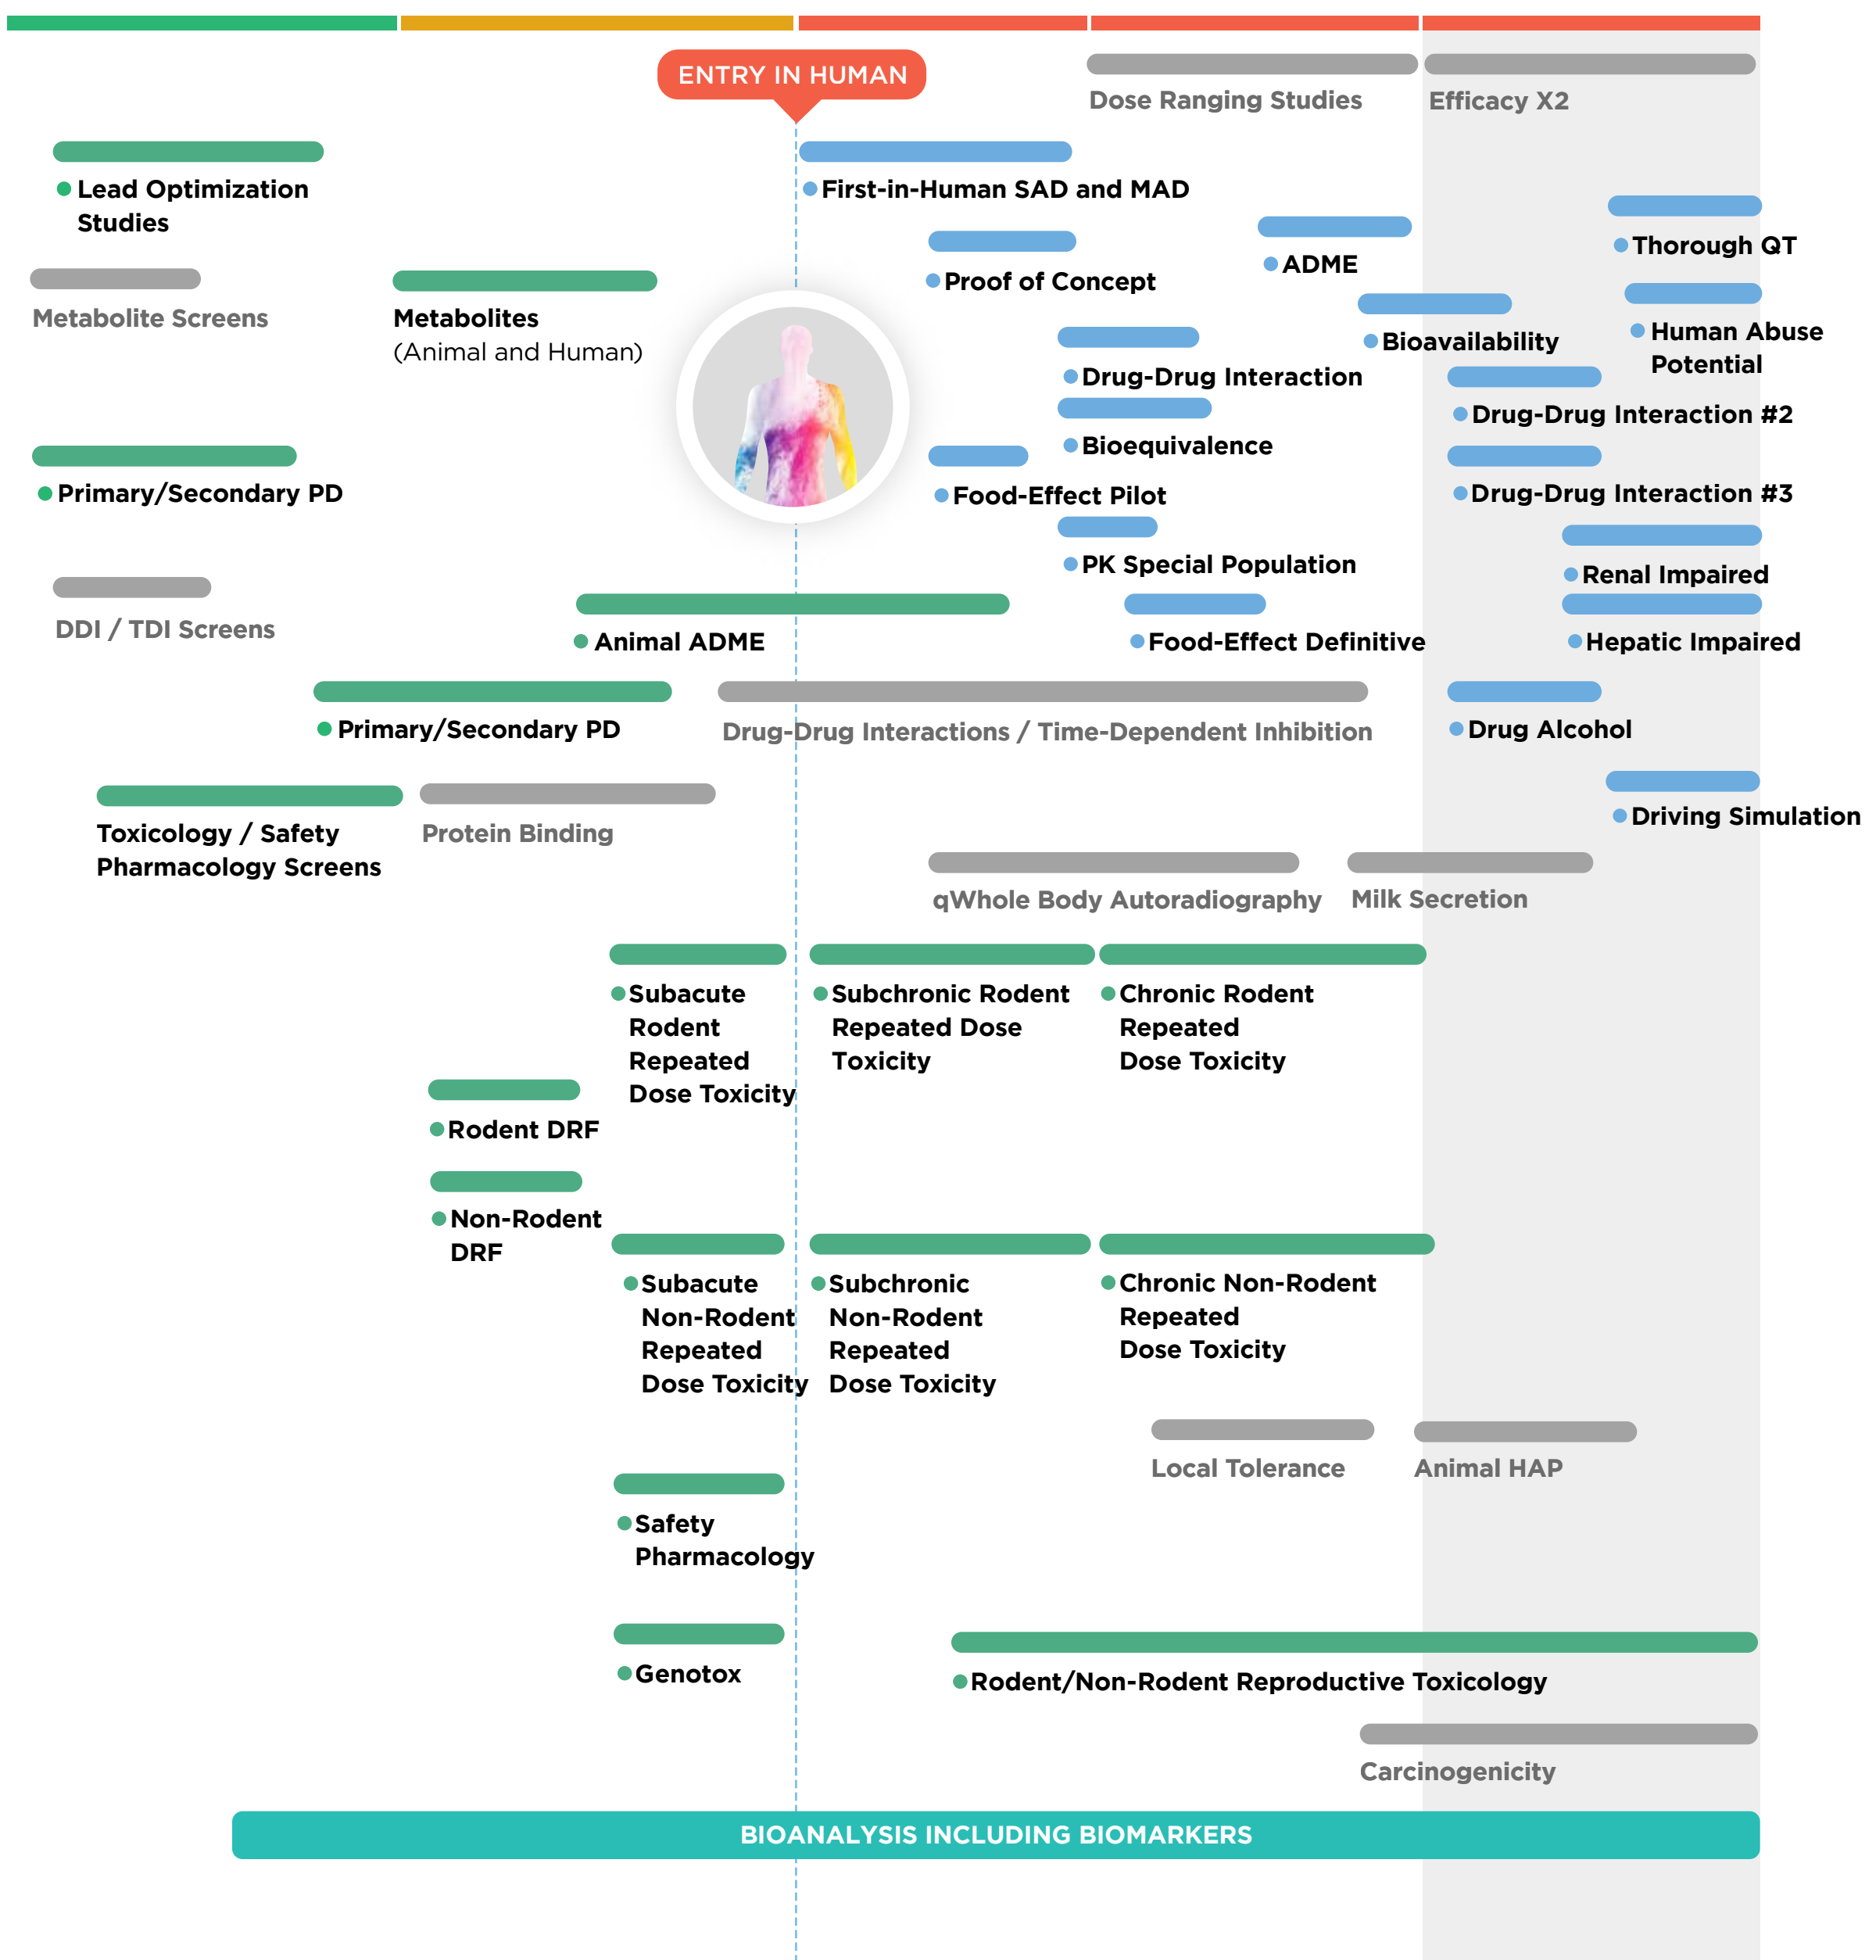 ENTRY IN HUMAN
Dose Ranging Studies
Efficacy X2
Lead Optimization
Studies
First-in-Human SAD and MAD
Thorough QT
ADME
Proof of Concept
Metabolite Screens
Metabolites
(Animal and Human)
Human Abuse
Potential
Bioavailability
Drug-Drug Interaction
Drug-Drug Interaction #2
Bioequivalence
Primary/Secondary PD
Food-Effect Pilot
Drug-Drug Interaction #3
PK Special Population
Renal Impaired
DDI / TDI Screens
Animal ADME
Food-Effect Definitive
Hepatic Impaired
Primary/Secondary PD
Drug-Drug Interactions / Time-Dependent Inhibition
Drug Alcohol
Driving Simulation
Toxicology / Safety
Pharmacology Screens
Protein Binding
qWhole Body Autoradiography
Milk Secretion
Subacute
Rodent
Repeated
Dose Toxicity
Subchronic Rodent
Repeated Dose
Toxicity
Chronic Rodent
Repeated
Dose Toxicity
Rodent DRF
Non-Rodent
DRF
Subacute
Non-Rodent
Repeated
Dose Toxicity
Subchronic
Non-Rodent
Repeated
Dose Toxicity
Chronic Non-Rodent
Repeated
Dose Toxicity
Local Tolerance
Animal HAP
Safety
Pharmacology
Genotox
Rodent/Non-Rodent Reproductive Toxicology
Carcinogenicity
BIOANALYSIS INCLUDING BIOMARKERS